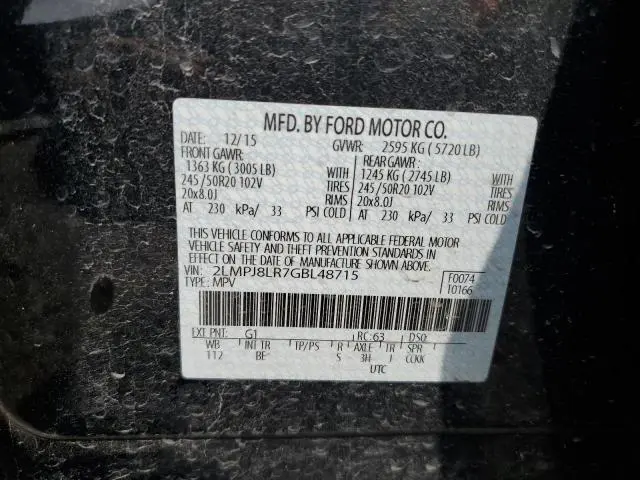 MFD. BY FORD MOTOR CO.
DATE: 12/15 GVWR: 2595 KG ( 5720 LB)
FRONT GAWR: REAR GAWR:
1363 KG ( 3005 LB) WITH 1245 KG ( 2745 LB) WITH
245/50R20 102V TIRES 245/50R20 102V TIRES
20x8.0J RIMS 20x8.0J RIMS
AT 230 kPa/ 33 PSI COLD AT 230 kPa/ 33 PSI COLD
THIS VEHICLE CONFORMS TO ALL APPLICABLE FEDERAL MOTOR
VEHICLE SAFETY AND THEFT PREVENTION STANDARDS IN
EFFECT ON THE DATE OF MANUFACTURE SHOWN ABOVE.
VIN: 2LMPJ8LR7GBL48715 F0074
TYPE: MPV 10166
EXT PNT: G1 RC: 63 DSO:
WB INT TR TP/PS R AXLE TR SPR
112 BF S 3H I CCKK
UTC